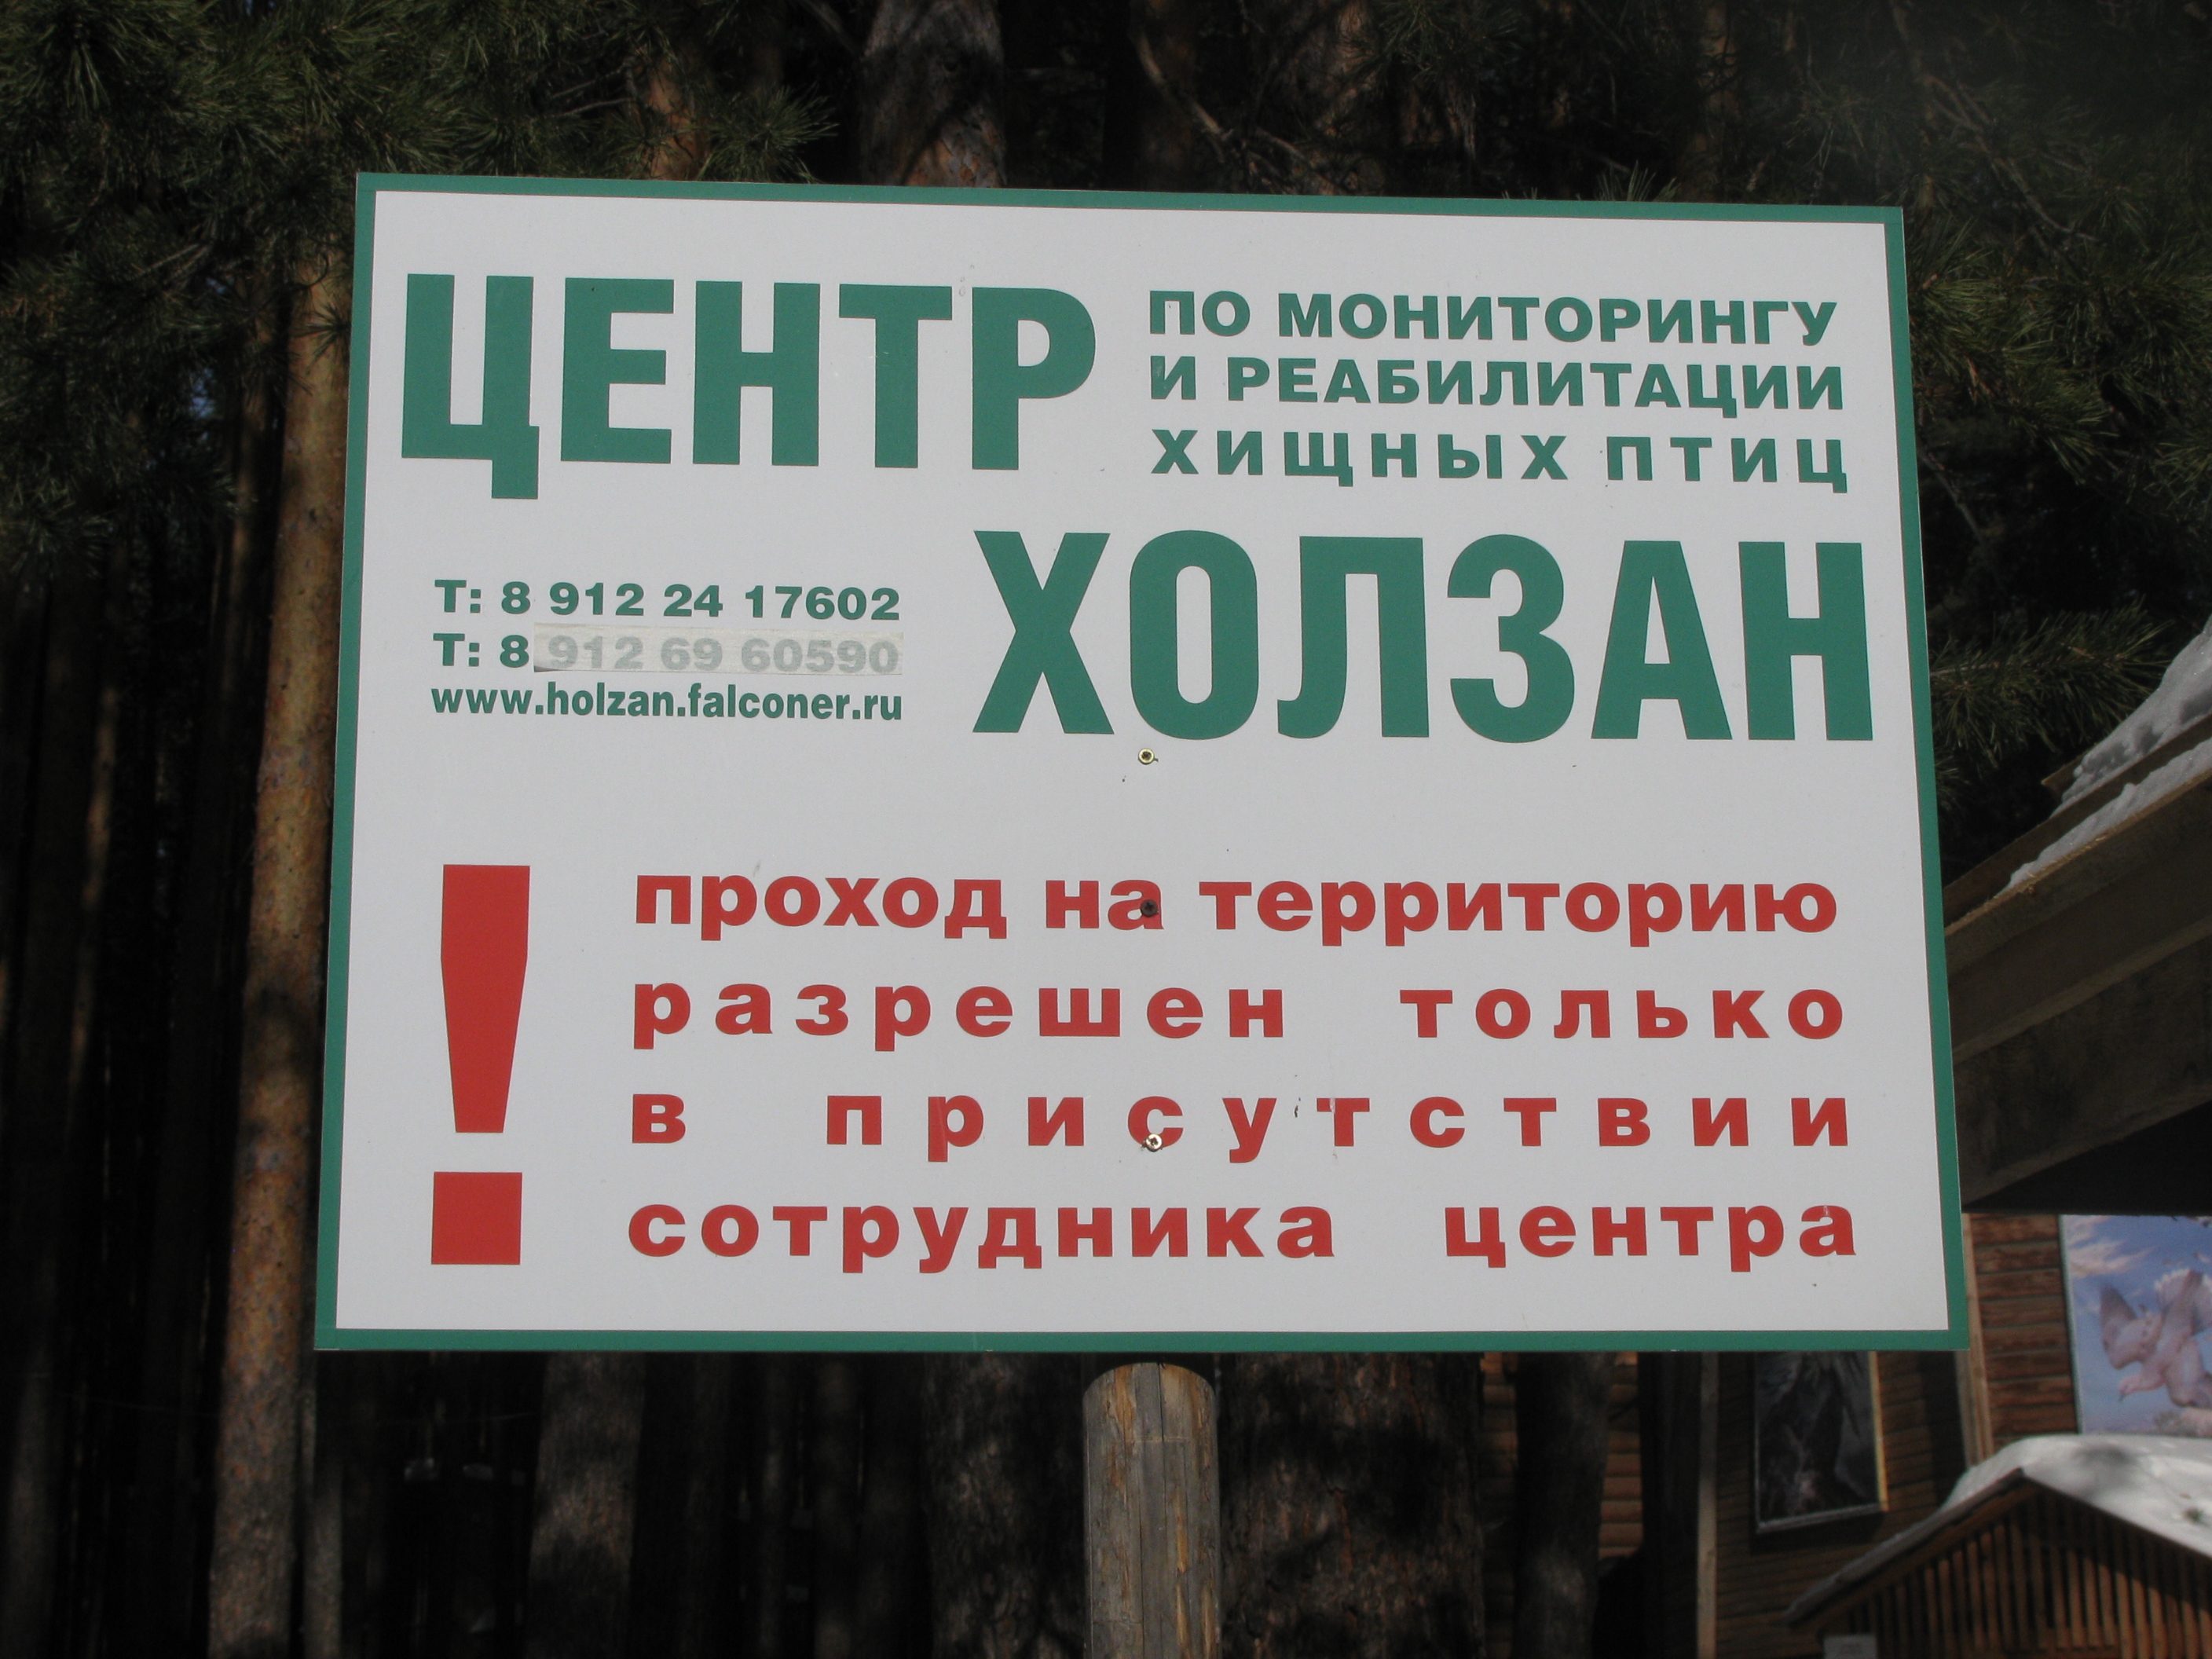 ЦЕНТР
ПО МОНИТОРИНГУ
И РЕАБИЛИТАЦИИ
ХИЩНЫХ ПТИЦ
ХОЛЗАН
Т: 8 912 24 17602
Т: 8 912 69 60590
www.holzan.falconer.ru
! проход на территорию
разрешен только
в присутствии
сотрудника центра